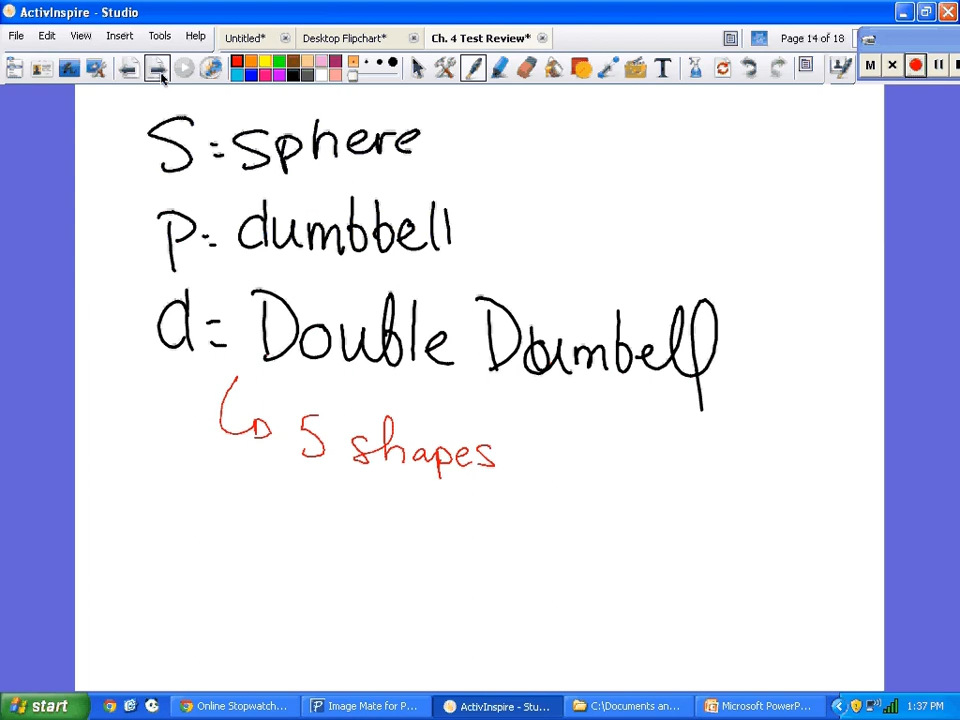 ActivInspire - Studio
File Edit View Insert Tools Help
Untitled* Desktop Flipchart* Ch. 4 Test Review* Page 14 of 18
T M
S = Sphere
p = dumbbell
d = Double Dumbell
5 shapes
start Online Stopwatch... Image Mate for P... ActivInspire - Stu... C:\Documents an... Microsoft PowerP... 1:37 PM